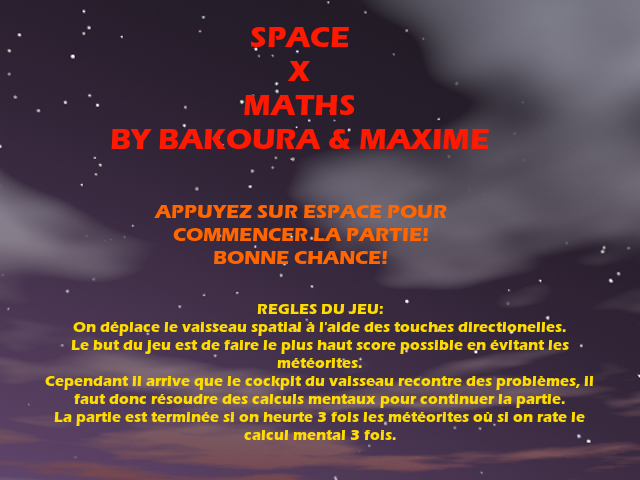 SPACE
X
MATHS
BY BAKOURA & MAXIME
APPUYEZ SUR ESPACE POUR
COMMENCER LA PARTIE!
BONNE CHANCE!
REGLES DU JEU:
On déplaçe le vaisseau spatial à l'aide des touches directionelles.
Le but du jeu est de faire le plus haut score possible en évitant les
météorites.
Cependant il arrive que le cockpit du vaisseau recontre des problèmes, il
faut donc résoudre des calculs mentaux pour continuer la partie.
La partie est terminée si on heurte 3 fois les météorites où si on rate le
calcul mental 3 fois.